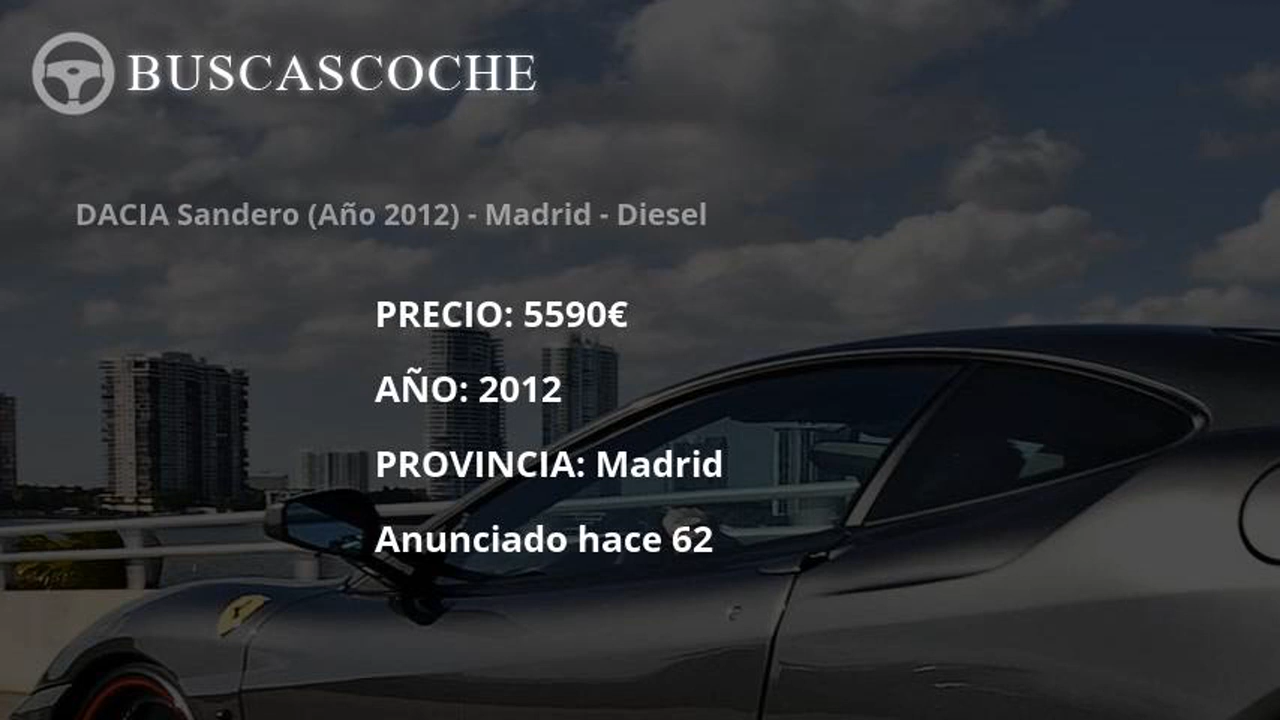 BUSCASCOCHE
DACIA Sandero (Año 2012) - Madrid - Diesel
PRECIO: 5590€
AÑO: 2012
PROVINCIA: Madrid
Anunciado hace 62